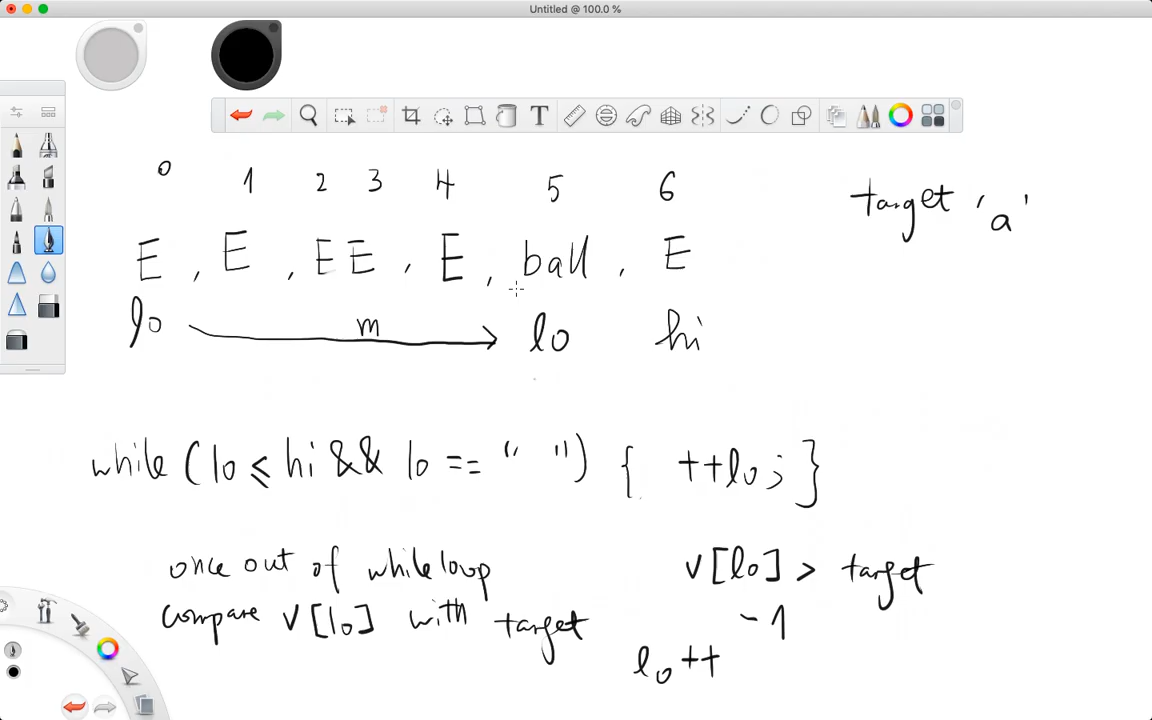 Untitled @ 100.0 %
0 1 2 3 4 5 6
target 'a'
E , E , E E , E , ball , E
lo m lo hi
while (lo ≤ hi && lo == " ") { ++lo; }
once out of while loop
compare v[lo] with target
v[lo] > target
-1
lo++